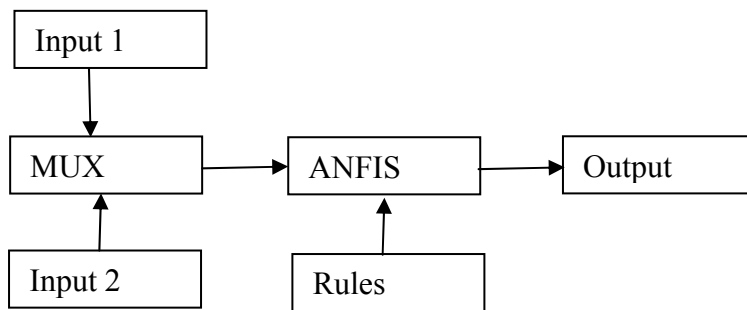 Input 1
MUX
ANFIS
Output
Input 2
Rules